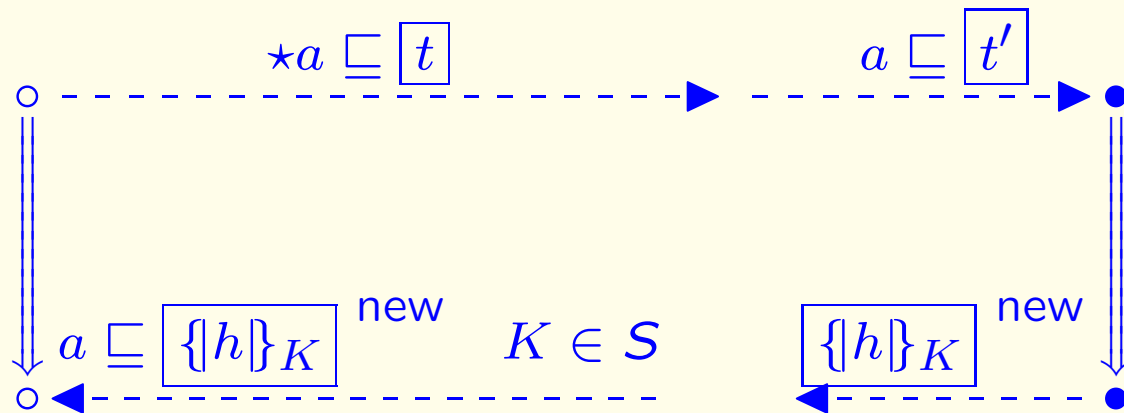 ⋆a ⊑ t a ⊑ t′
a ⊑ {|h|}K new K ∈ S {|h|}K new